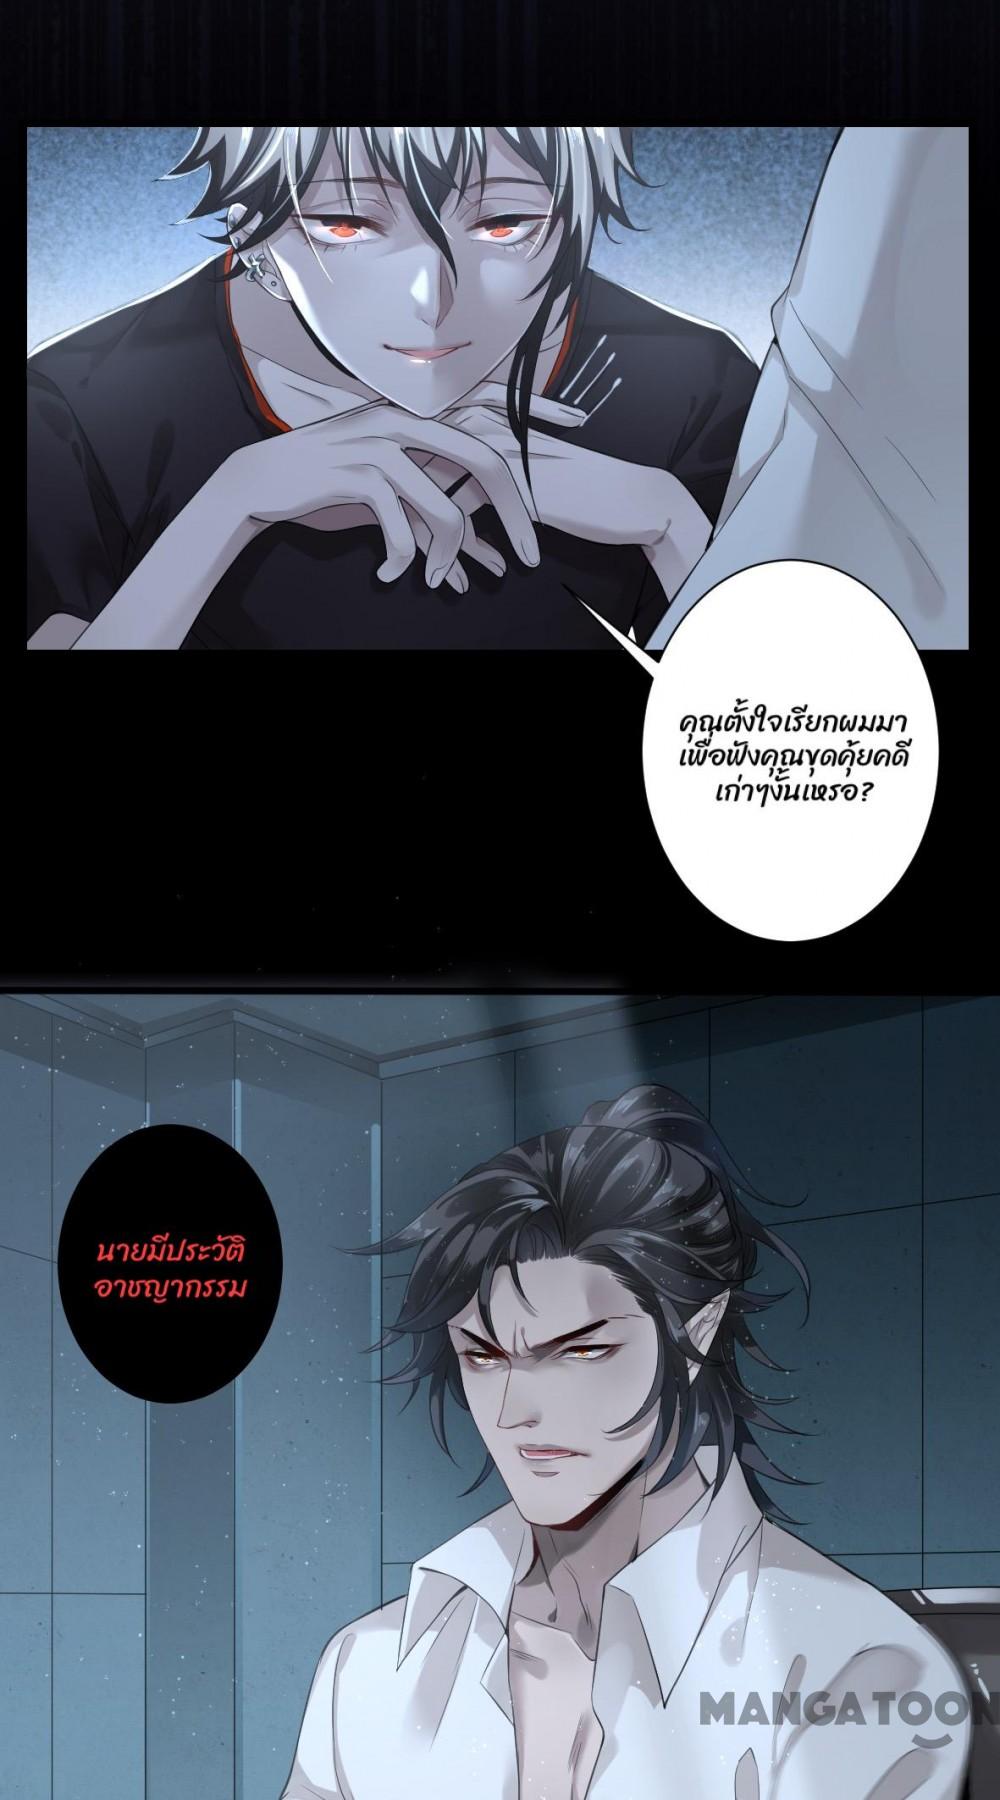 คุณตั้งใจเรียกผมมา
เพื่อฟังคุณขุดคุ้ยคดี
เก่าๆงั้นเหรอ?
นายมีประวัติ
อาชญากรรม
MANGATOON